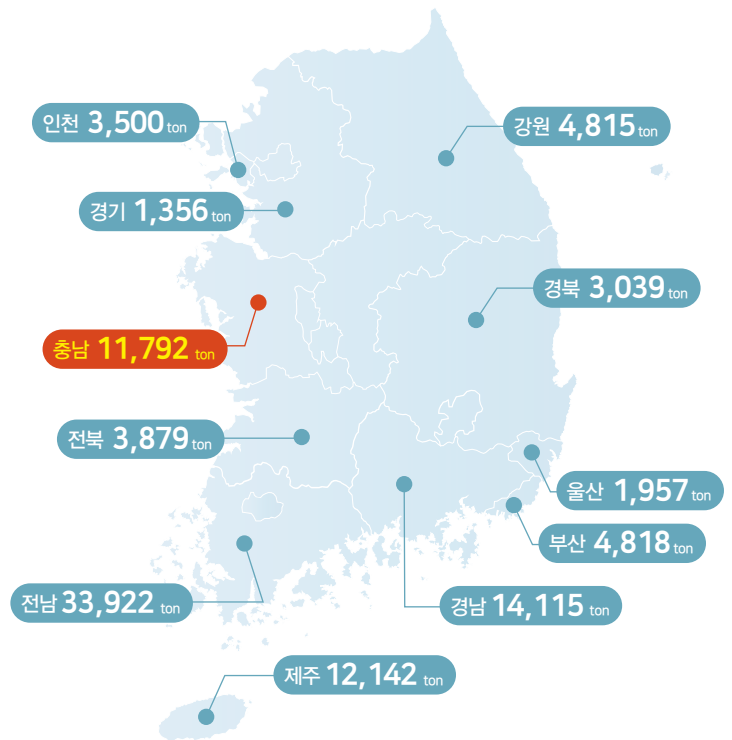 인천 3,500 ton
강원 4,815 ton
경기 1,356 ton
경북 3,039 ton
충남 11,792 ton
전북 3,879 ton
울산 1,957 ton
부산 4,818 ton
전남 33,922 ton
경남 14,115 ton
제주 12,142 ton